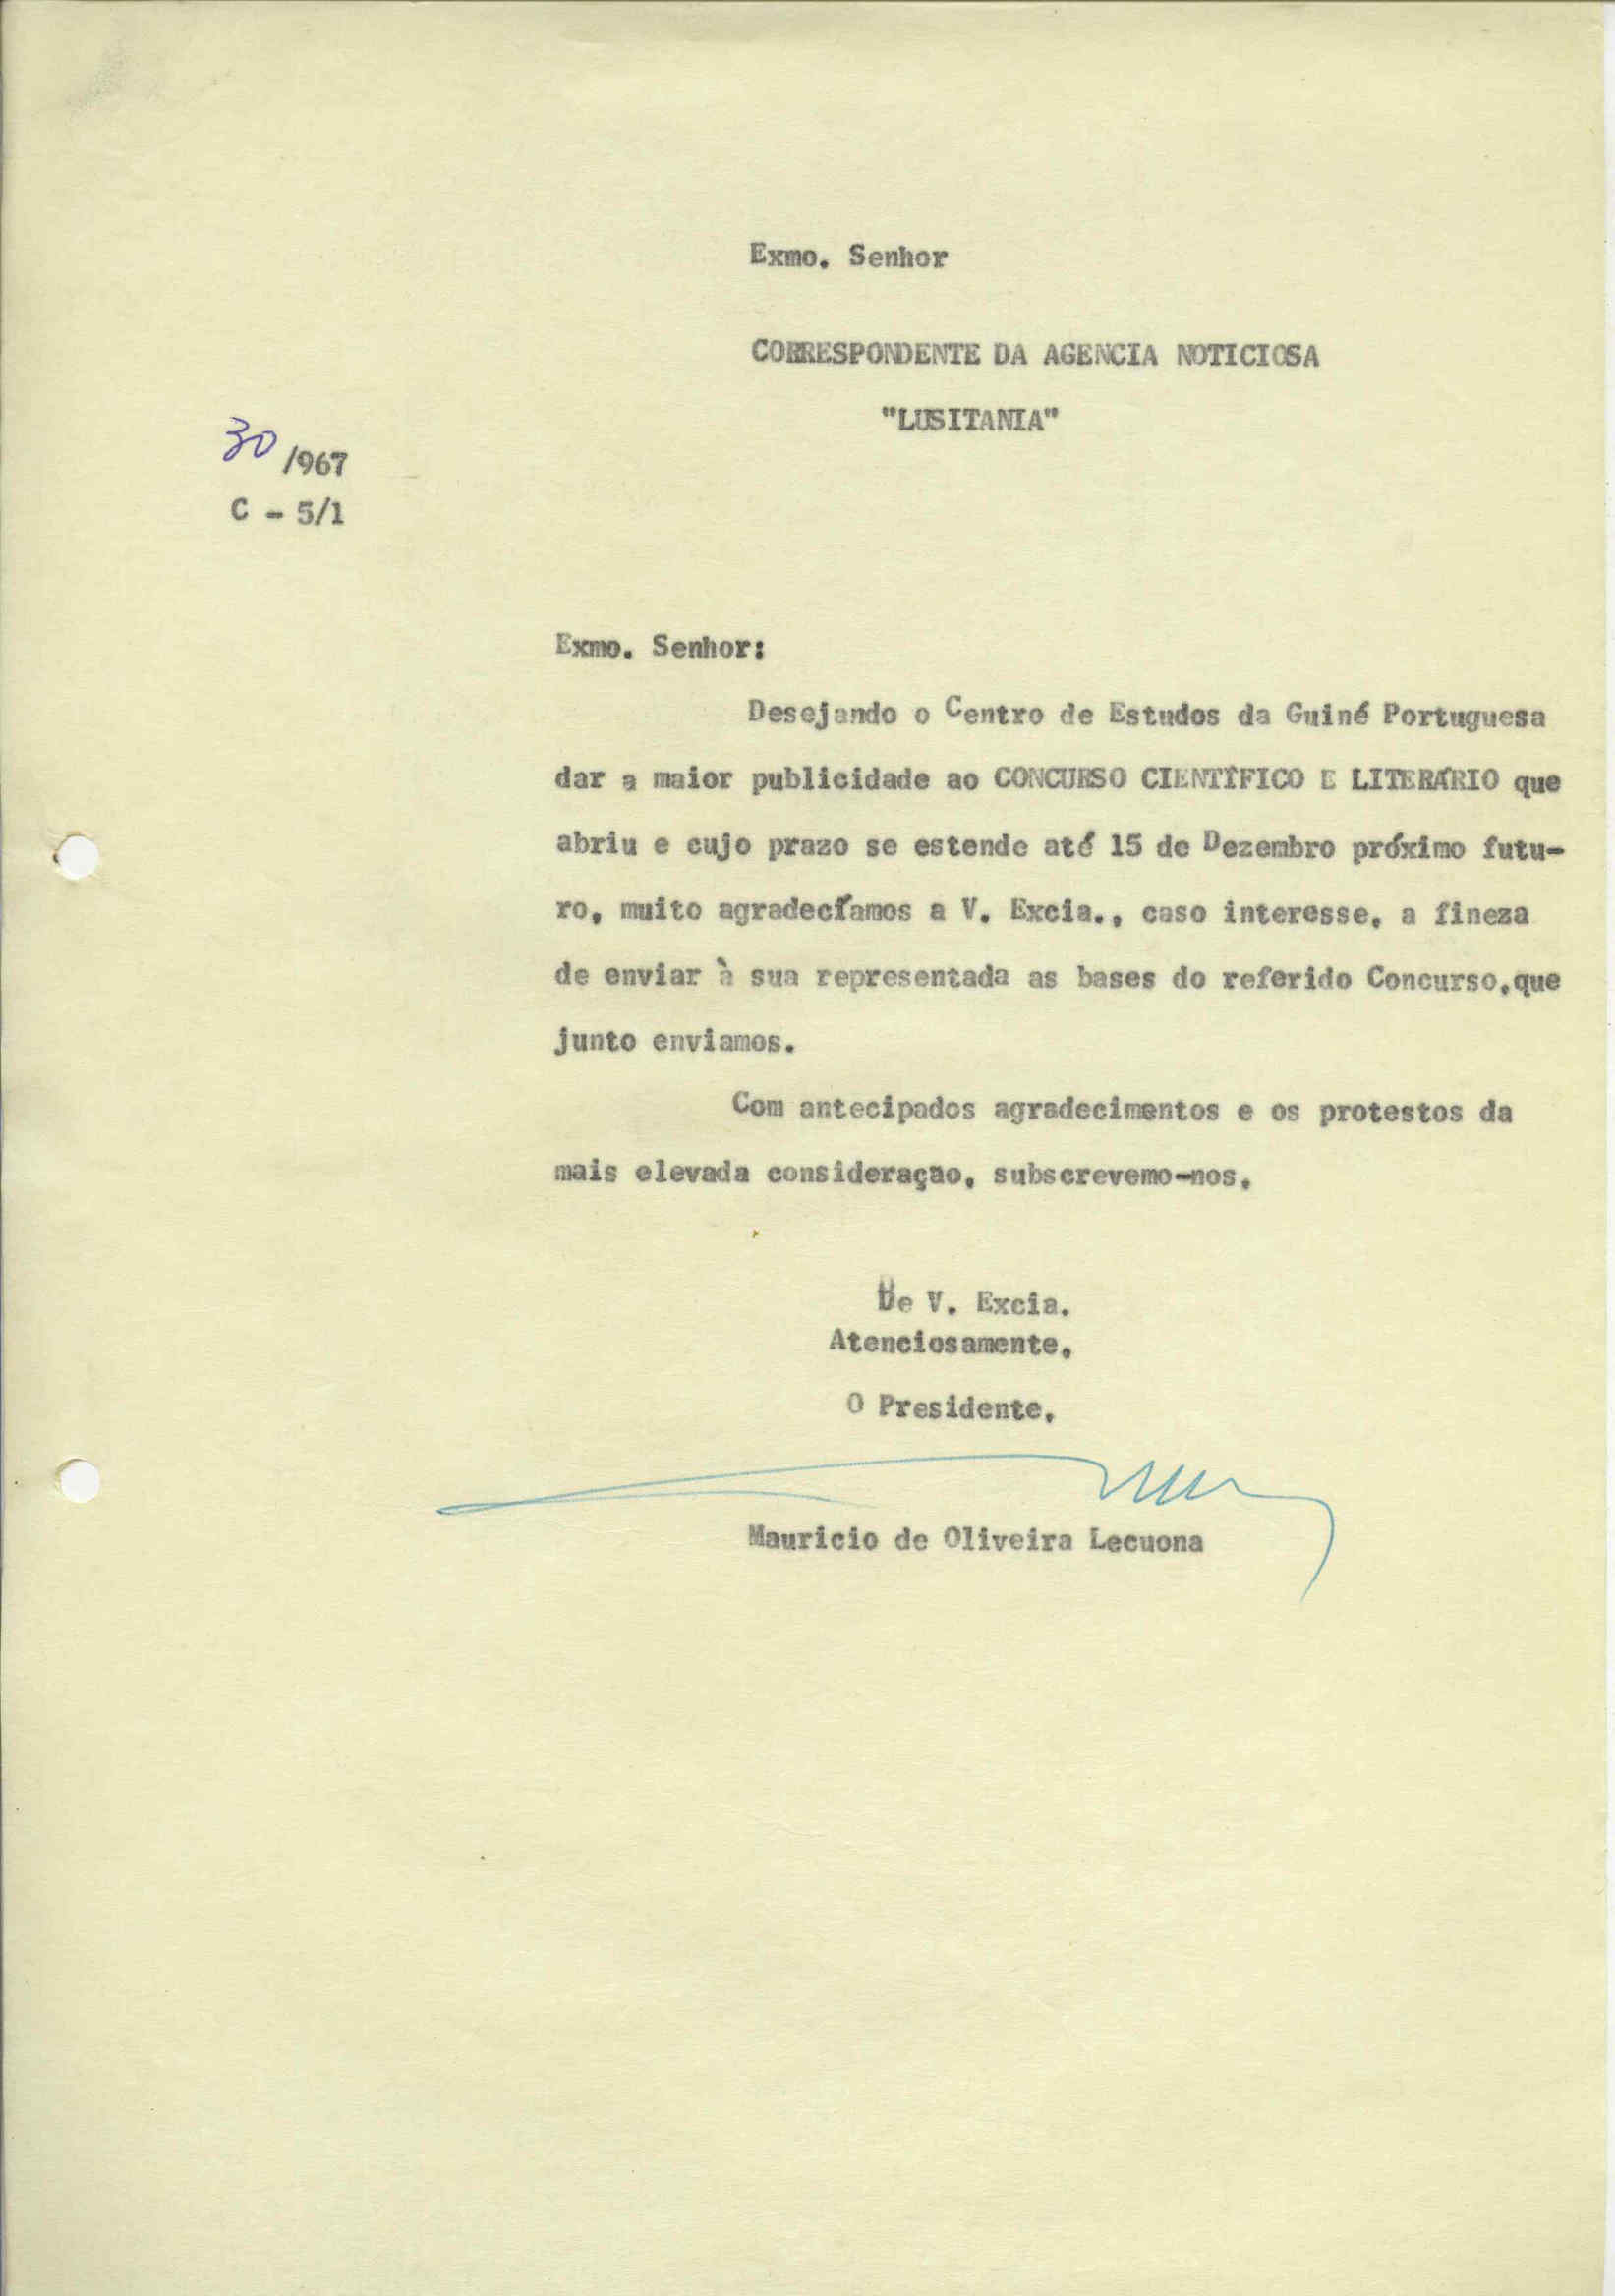 Exmo. Senhor
CORRESPONDENTE DA AGENCIA NOTICIOSA
"LUSITANIA"
30/967
C - 5/1
Exmo. Senhor:
Desejando o Centro de Estudos da Guiné Portuguesa
dar a maior publicidade ao CONCURSO CIENTÍFICO E LITERÁRIO que
abriu e cujo prazo se estende até 15 de Dezembro próximo futu-
ro, muito agradecíamos a V. Excia., caso interesse, a fineza
de enviar à sua representada as bases do referido Concurso,que
junto enviamos.
Com antecipados agradecimentos e os protestos da
mais elevada consideraçao, subscrevemo-nos,
De V. Excia.
Atenciosamente,
O Presidente,
Mauricio de Oliveira Lecuona